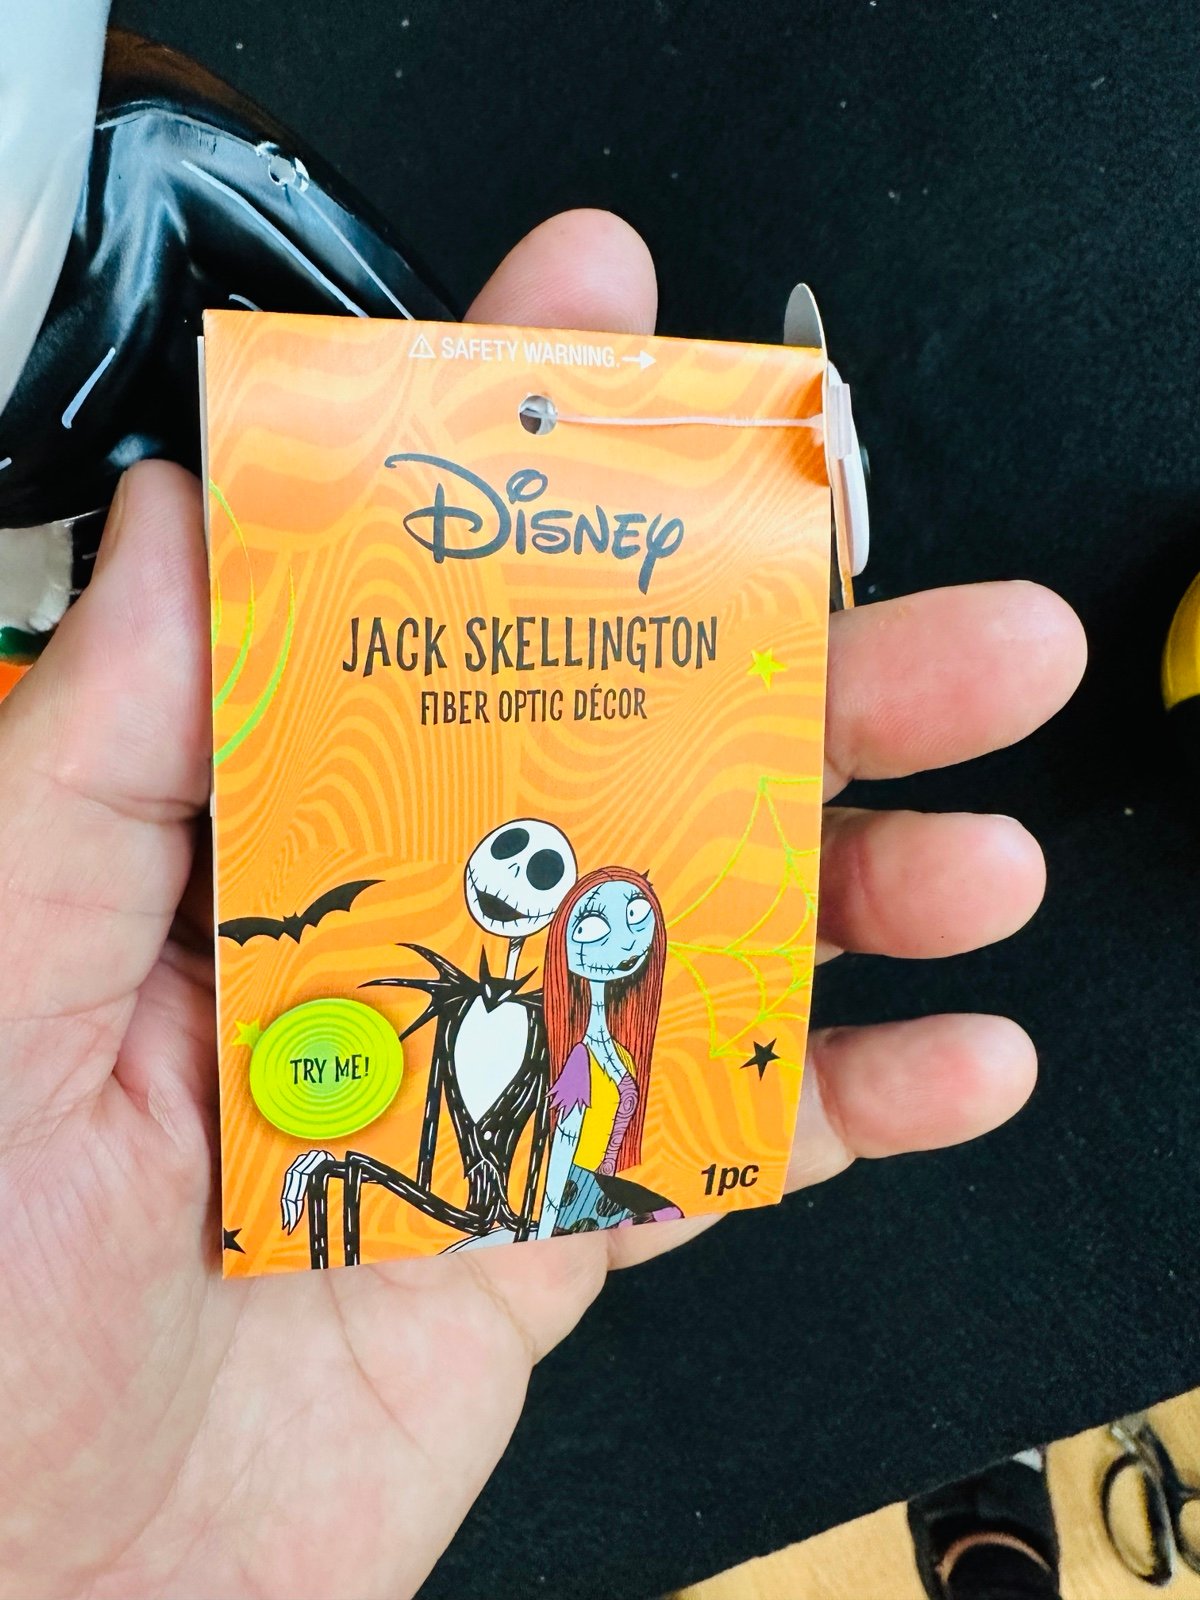 ⚠ SAFETY WARNING →
Disney
JACK SKELLINGTON
FIBER OPTIC DÉCOR
TRY ME!
1pc